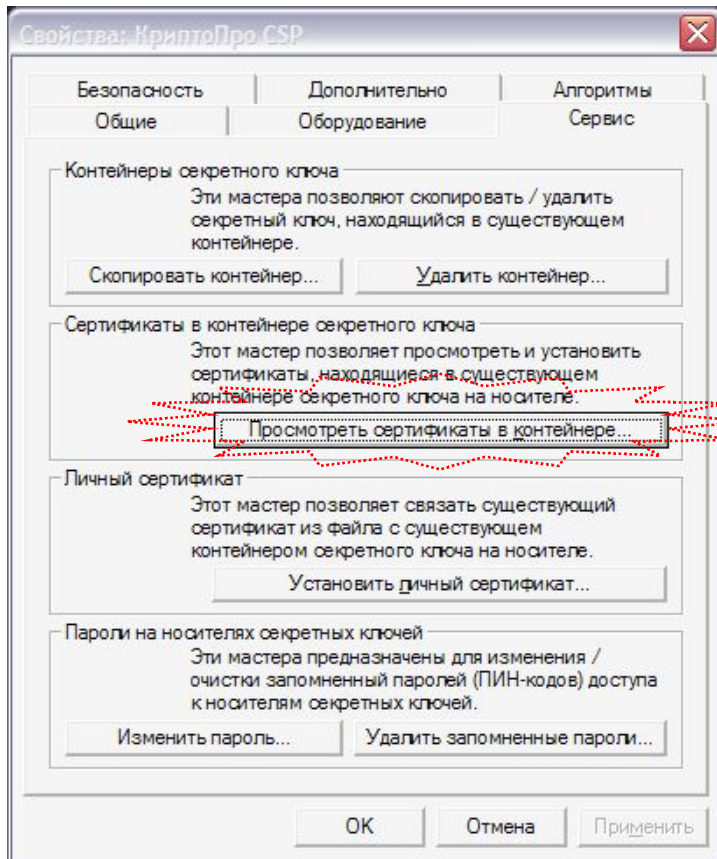 Свойства: КриптоПро CSP
Безопасность Дополнительно Алгоритмы
Общие Оборудование Сервис
Контейнеры секретного ключа
Эти мастера позволяют скопировать / удалить
секретный ключ, находящийся в существующем
контейнере.
Скопировать контейнер... Удалить контейнер...
Сертификаты в контейнере секретного ключа
Этот мастер позволяет просмотреть и установить
сертификаты, находящиеся в существующем
контейнере секретного ключа на носителе.
Просмотреть сертификаты в контейнере...
Личный сертификат
Этот мастер позволяет связать существующий
сертификат из файла с существующем
контейнером секретного ключа на носителе.
Установить личный сертификат...
Пароли на носителях секретных ключей
Эти мастера предназначены для изменения /
очистки запомненный паролей (ПИН-кодов) доступа
к носителям секретных ключей.
Изменить пароль... Удалить запомненные пароли...
OK Отмена Применить